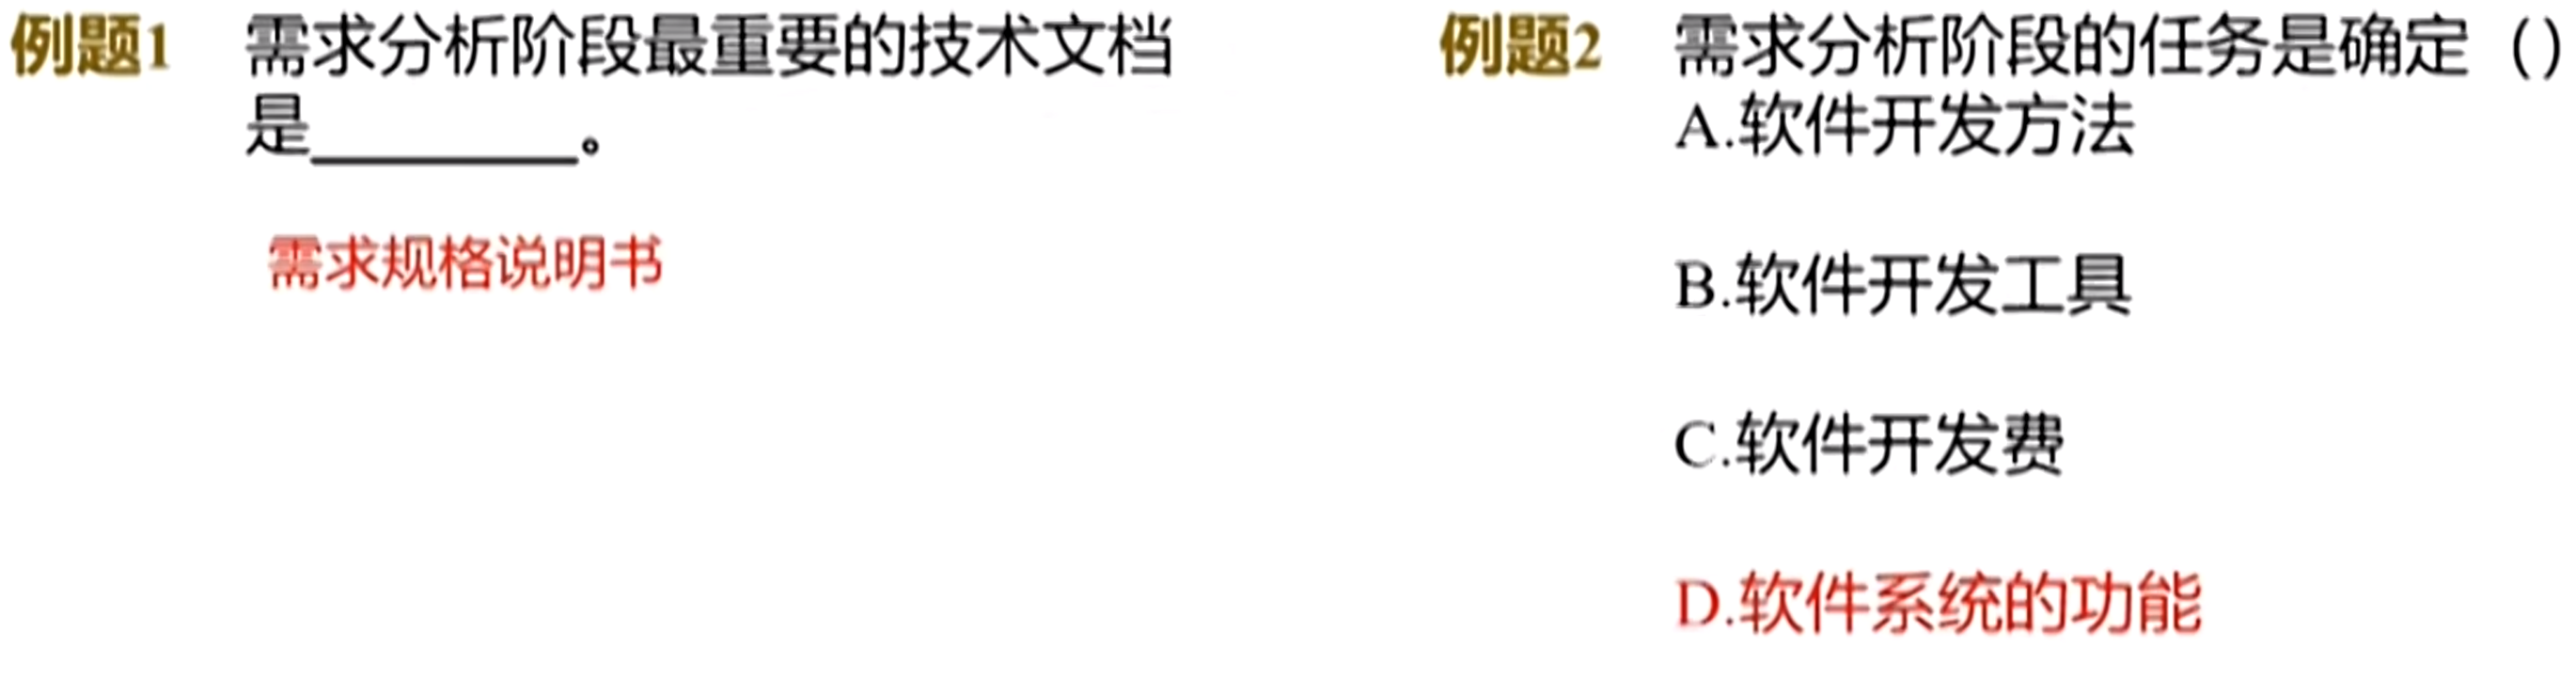 例题1 需求分析阶段最重要的技术文档
是________。
需求规格说明书
例题2 需求分析阶段的任务是确定（）
A.软件开发方法
B.软件开发工具
C.软件开发费
D.软件系统的功能